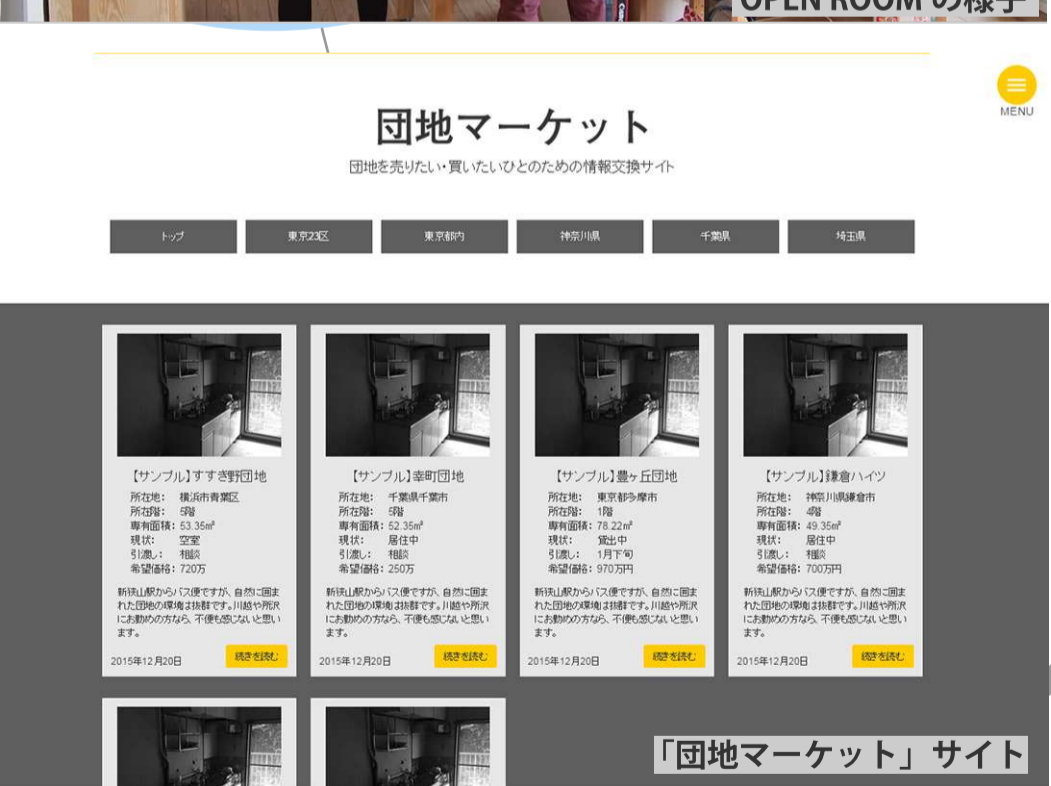 OPEN ROOM の様子
MENU
団地マーケット
団地を売りたい・買いたいひとのための情報交換サイト
トップ
東京23区
東京都内
神奈川県
千葉県
埼玉県
【サンプル】すすき野団地
所在地： 横浜市青葉区
所在階： 5階
専有面積：53.35㎡
現状： 空室
引渡し： 相談
希望価格：720万
新狭山駅からバス便ですが、自然に囲ま
れた団地の環境は抜群です。川越や所沢
にお勤めの方なら、不便も感じないと思い
ます。
2015年12月20日
続きを読む
【サンプル】幸町団地
所在地： 千葉県千葉市
所在階： 5階
専有面積：52.35㎡
現状： 居住中
引渡し： 相談
希望価格：250万
新狭山駅からバス便ですが、自然に囲ま
れた団地の環境は抜群です。川越や所沢
にお勤めの方なら、不便も感じないと思い
ます。
2015年12月20日
続きを読む
【サンプル】豊ヶ丘団地
所在地： 東京都多摩市
所在階： 1階
専有面積：78.22㎡
現状： 貸出中
引渡し： 1月下旬
希望価格：970万円
新狭山駅からバス便ですが、自然に囲ま
れた団地の環境は抜群です。川越や所沢
にお勤めの方なら、不便も感じないと思い
ます。
2015年12月20日
続きを読む
【サンプル】鎌倉ハイツ
所在地： 神奈川県鎌倉市
所在階： 4階
専有面積：49.35㎡
現状： 居住中
引渡し： 相談
希望価格：700万円
新狭山駅からバス便ですが、自然に囲ま
れた団地の環境は抜群です。川越や所沢
にお勤めの方なら、不便も感じないと思い
ます。
2015年12月20日
続きを読む
「団地マーケット」サイト